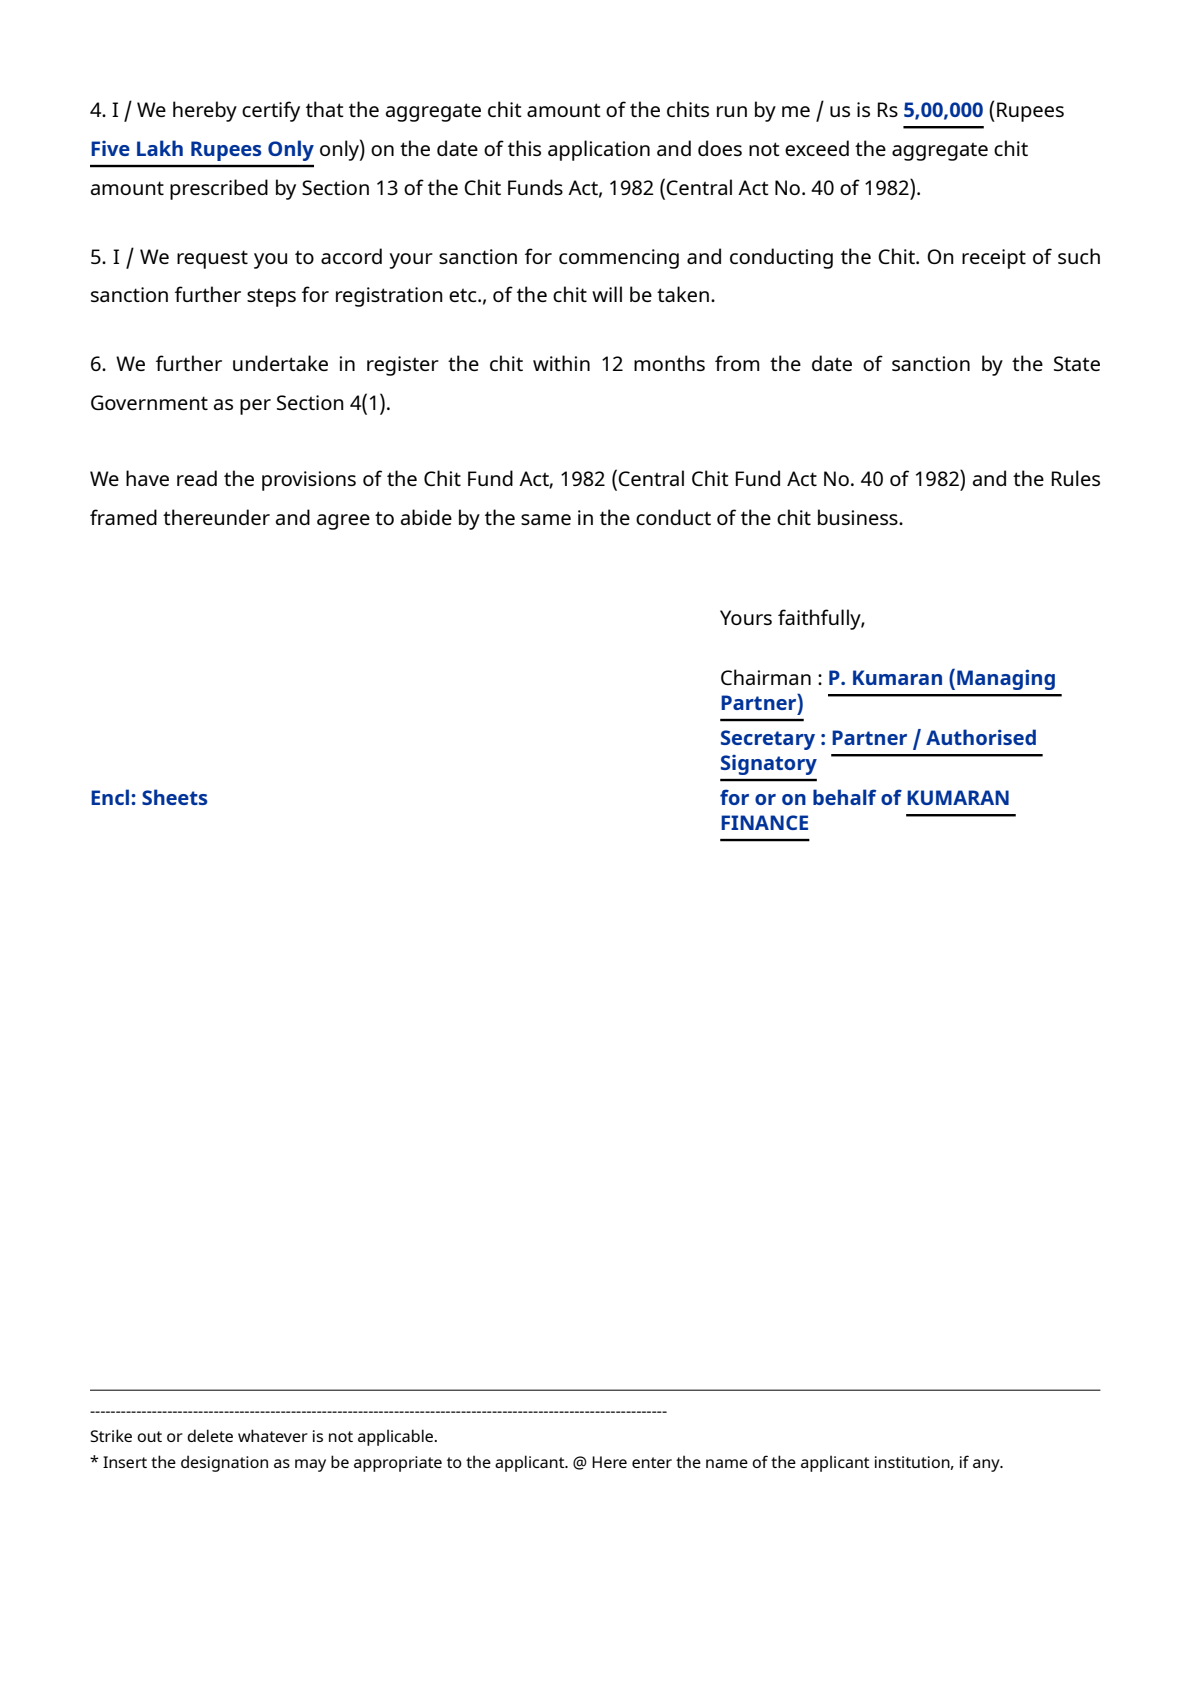 4. I / We hereby certify that the aggregate chit amount of the chits run by me / us is Rs 5,00,000 (Rupees
Five Lakh Rupees Only only) on the date of this application and does not exceed the aggregate chit
amount prescribed by Section 13 of the Chit Funds Act, 1982 (Central Act No. 40 of 1982).
5. I / We request you to accord your sanction for commencing and conducting the Chit. On receipt of such
sanction further steps for registration etc., of the chit will be taken.
6. We further undertake in register the chit within 12 months from the date of sanction by the State
Government as per Section 4(1).
We have read the provisions of the Chit Fund Act, 1982 (Central Chit Fund Act No. 40 of 1982) and the Rules
framed thereunder and agree to abide by the same in the conduct of the chit business.
Yours faithfully,
Chairman : P. Kumaran (Managing
Partner)
Secretary : Partner / Authorised
Signatory
Encl: Sheets
for or on behalf of KUMARAN
FINANCE
-----------------------------------------------------------------------------------------------------------------
Strike out or delete whatever is not applicable.
* Insert the designation as may be appropriate to the applicant. @ Here enter the name of the applicant institution, if any.